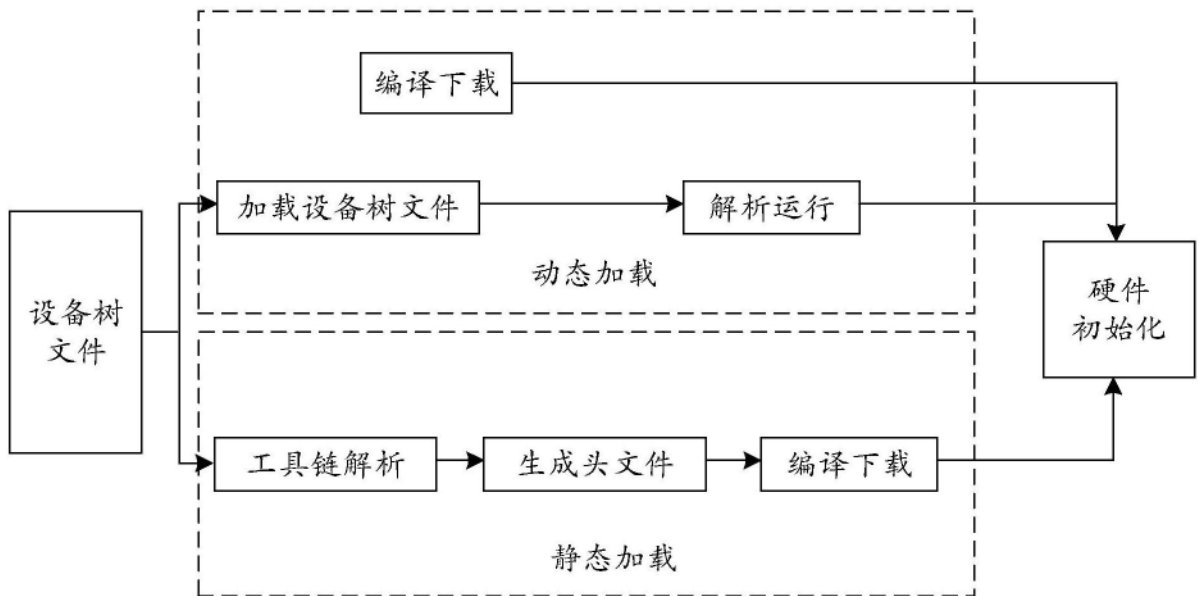 编译下载
加载设备树文件
解析运行
动态加载
设备树
文件
硬件
初始化
工具链解析
生成头文件
编译下载
静态加载